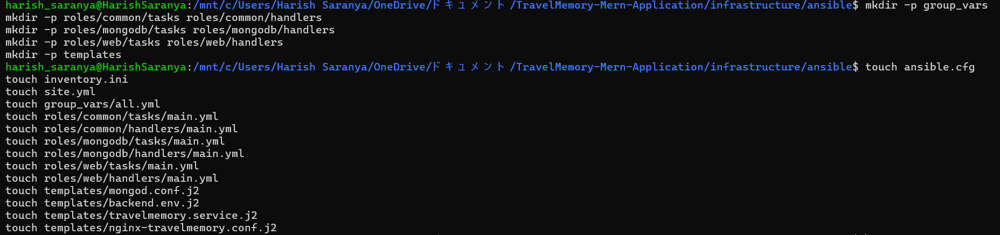 harish_saranya@HarishSaranya:/mnt/c/Users/Harish Saranya/OneDrive/ドキュメント/TravelMemory-Mern-Application/infrastructure/ansible$ mkdir -p group_vars
mkdir -p roles/common/tasks roles/common/handlers
mkdir -p roles/mongodb/tasks roles/mongodb/handlers
mkdir -p roles/web/tasks roles/web/handlers
mkdir -p templates
harish_saranya@HarishSaranya:/mnt/c/Users/Harish Saranya/OneDrive/ドキュメント/TravelMemory-Mern-Application/infrastructure/ansible$ touch ansible.cfg
touch inventory.ini
touch site.yml
touch group_vars/all.yml
touch roles/common/tasks/main.yml
touch roles/common/handlers/main.yml
touch roles/mongodb/tasks/main.yml
touch roles/mongodb/handlers/main.yml
touch roles/web/tasks/main.yml
touch roles/web/handlers/main.yml
touch templates/mongod.conf.j2
touch templates/backend.env.j2
touch templates/travelmemory.service.j2
touch templates/nginx-travelmemory.conf.j2